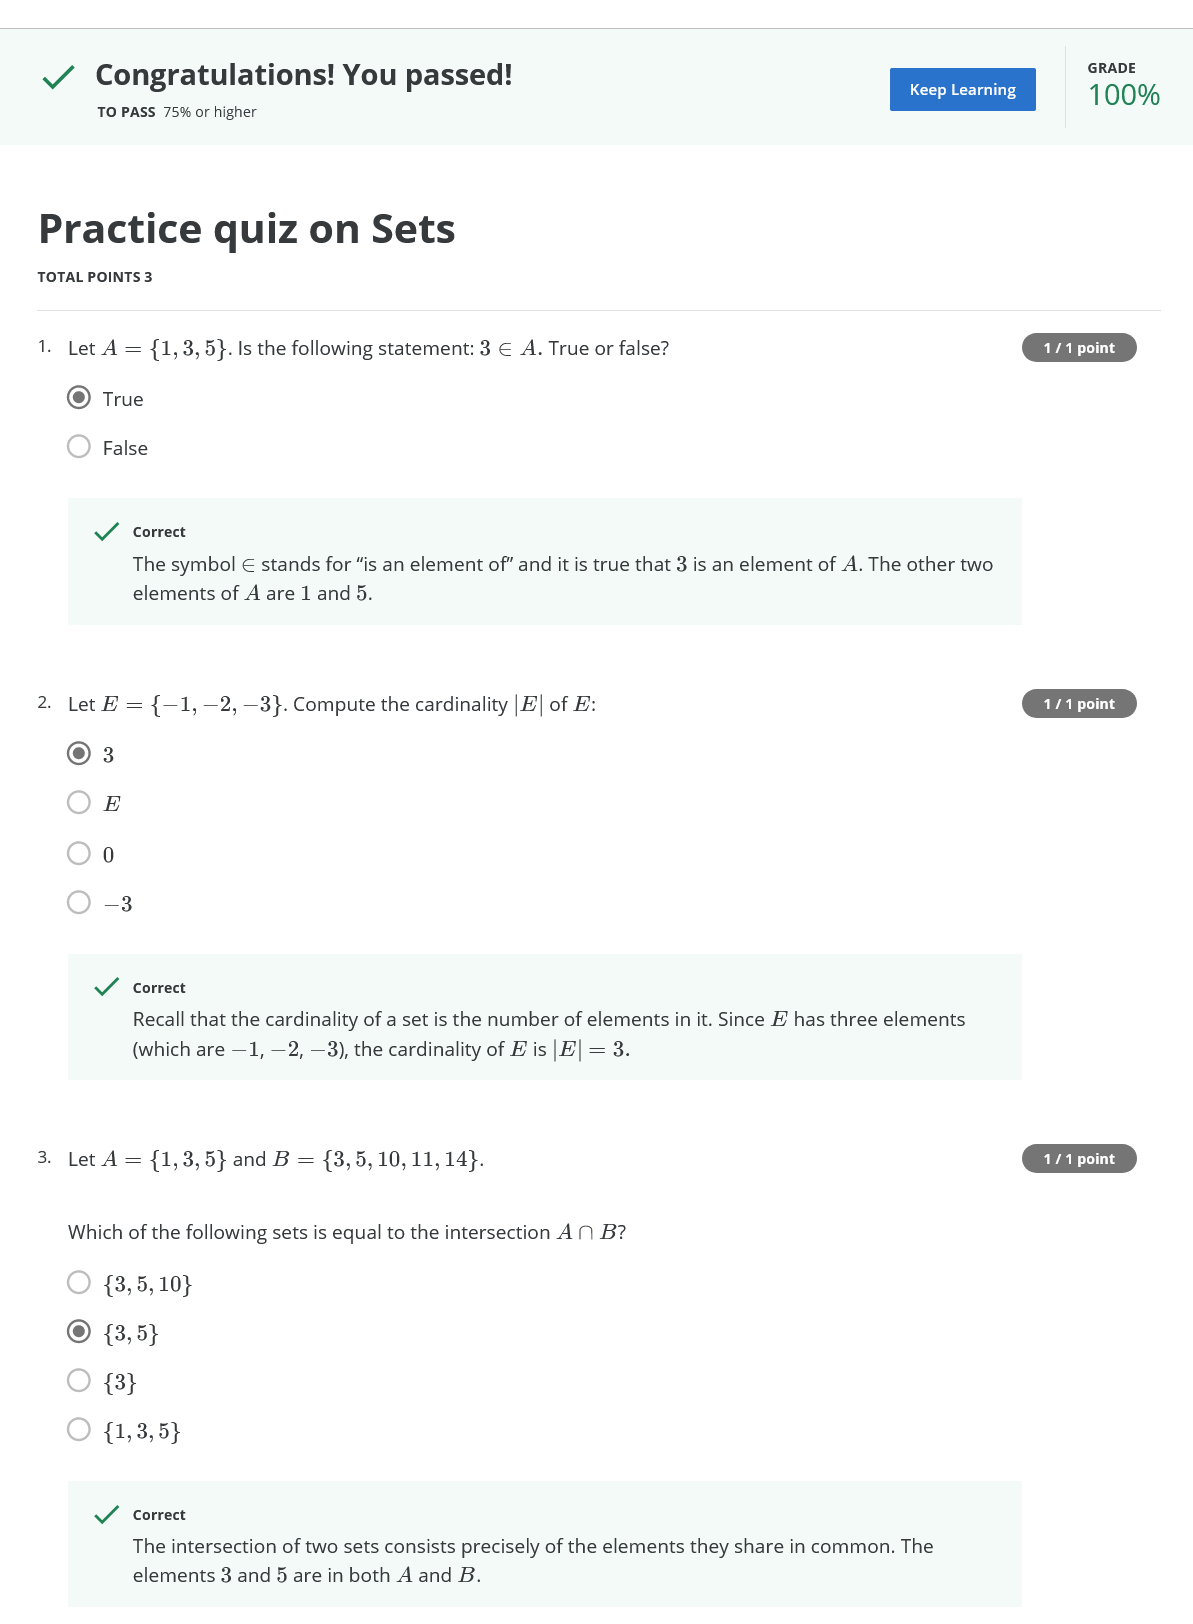 Congratulations! You passed!
TO PASS 75% or higher
Keep Learning
GRADE
100%
Practice quiz on Sets
TOTAL POINTS 3
1. Let A = {1, 3, 5}. Is the following statement: 3 ∈ A. True or false?
1 / 1 point
True
False
Correct
The symbol ∈ stands for “is an element of” and it is true that 3 is an element of A. The other two
elements of A are 1 and 5.
2. Let E = {−1, −2, −3}. Compute the cardinality |E| of E:
1 / 1 point
3
E
0
−3
Correct
Recall that the cardinality of a set is the number of elements in it. Since E has three elements
(which are −1, −2, −3), the cardinality of E is |E| = 3.
3. Let A = {1, 3, 5} and B = {3, 5, 10, 11, 14}.
1 / 1 point
Which of the following sets is equal to the intersection A ∩ B?
{3, 5, 10}
{3, 5}
{3}
{1, 3, 5}
Correct
The intersection of two sets consists precisely of the elements they share in common. The
elements 3 and 5 are in both A and B.